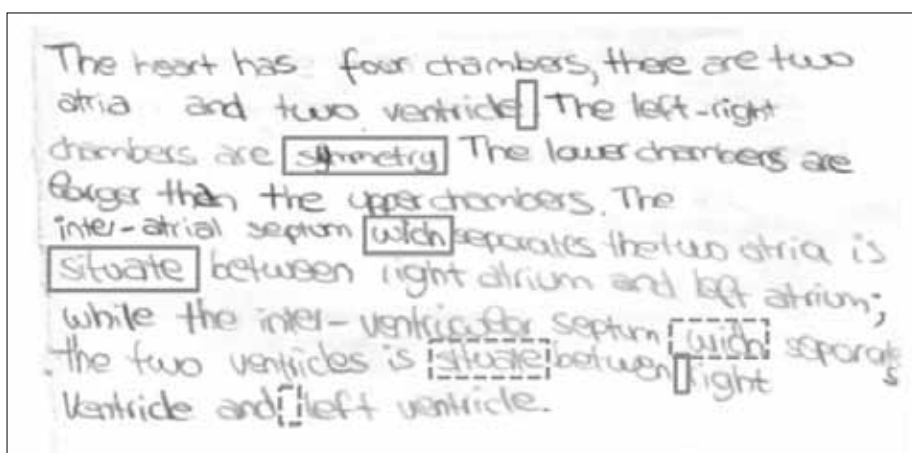 The heart has four chambers, there are two
atria and two ventricle The left-right
chambers are symmetry The lower chambers are
larger than the upper chambers. The
inter-atrial septum wich separates the two atria is
situate between right atrium and left atrium;
while the inter-ventricular septum wich separates
the two ventricles is situate between right
Ventricle and left ventricle.